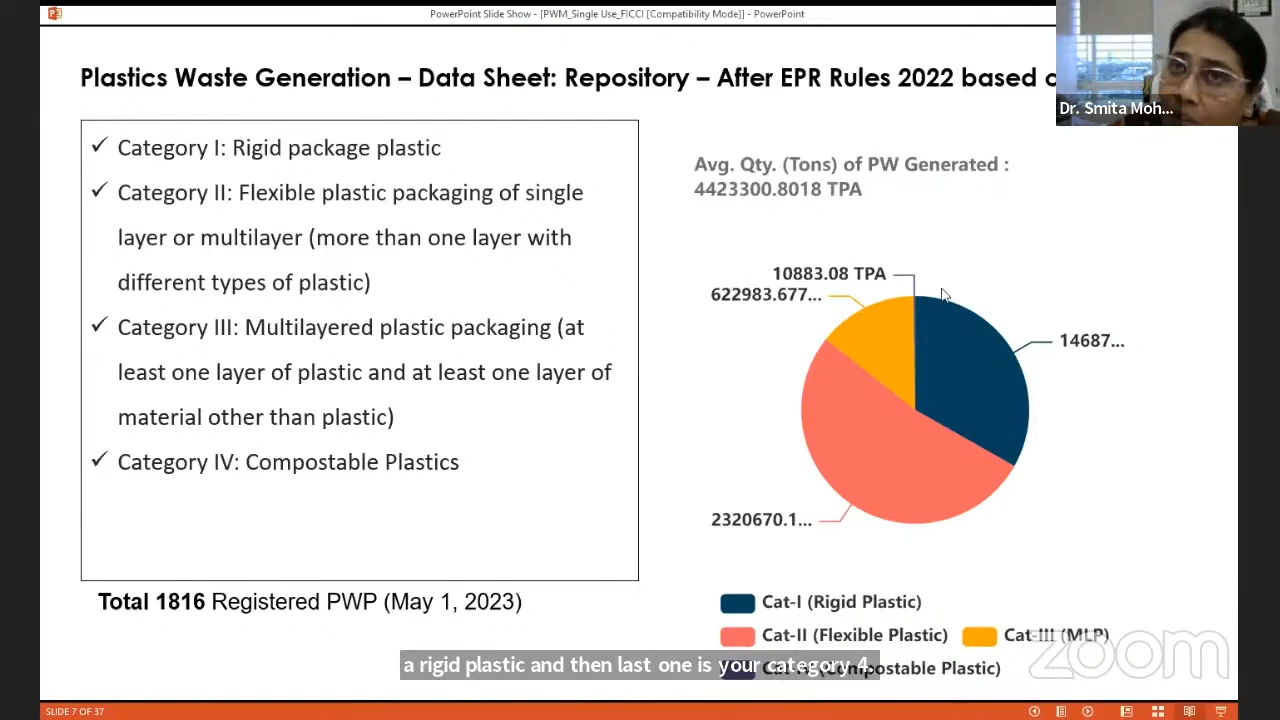 PowerPoint Slide Show - [PWM_Single Use_FICCI [Compatibility Mode]] - PowerPoint
Plastics Waste Generation – Data Sheet: Repository – After EPR Rules 2022 based
Dr. Smita Moh...
✓ Category I: Rigid package plastic
✓ Category II: Flexible plastic packaging of single
layer or multilayer (more than one layer with
different types of plastic)
✓ Category III: Multilayered plastic packaging (at
least one layer of plastic and at least one layer of
material other than plastic)
✓ Category IV: Compostable Plastics
Total 1816 Registered PWP (May 1, 2023)
Avg. Qty. (Tons) of PW Generated :
4423300.8018 TPA
10883.08 TPA
622983.677...
14687...
2320670.1...
Cat-I (Rigid Plastic)
Cat-II (Flexible Plastic)
Cat-III (MLP)
(Compostable Plastic)
a rigid plastic and then last one is your category 4.
zoom
SLIDE 7 OF 37